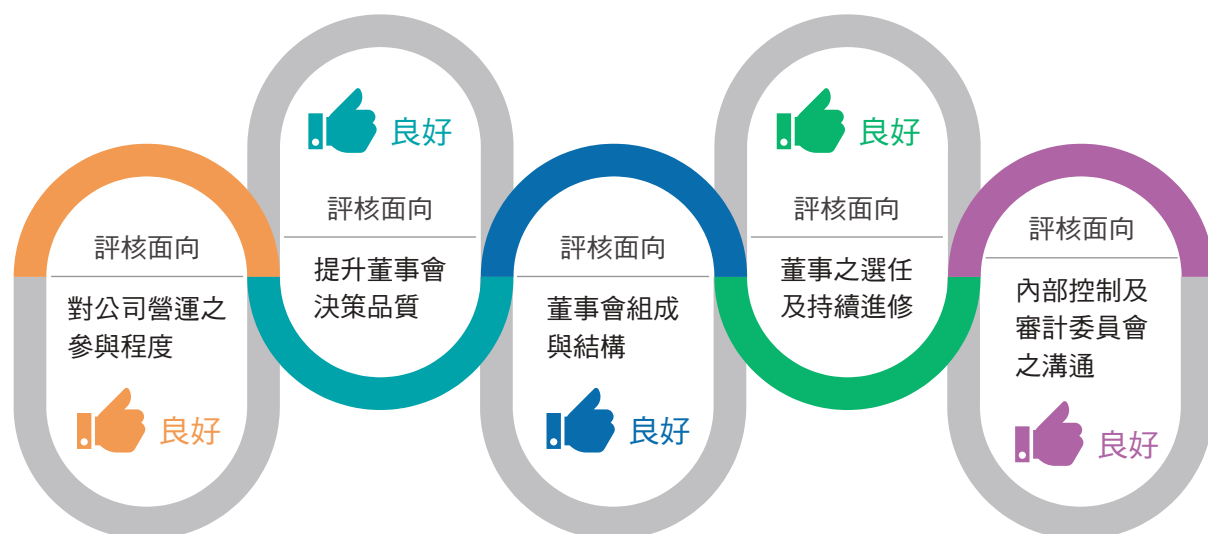 評核面向
對公司營運之
參與程度
良好
良好
評核面向
提升董事會
決策品質
評核面向
董事會組成
與結構
良好
良好
評核面向
董事之選任
及持續進修
評核面向
內部控制及
審計委員會
之溝通
良好